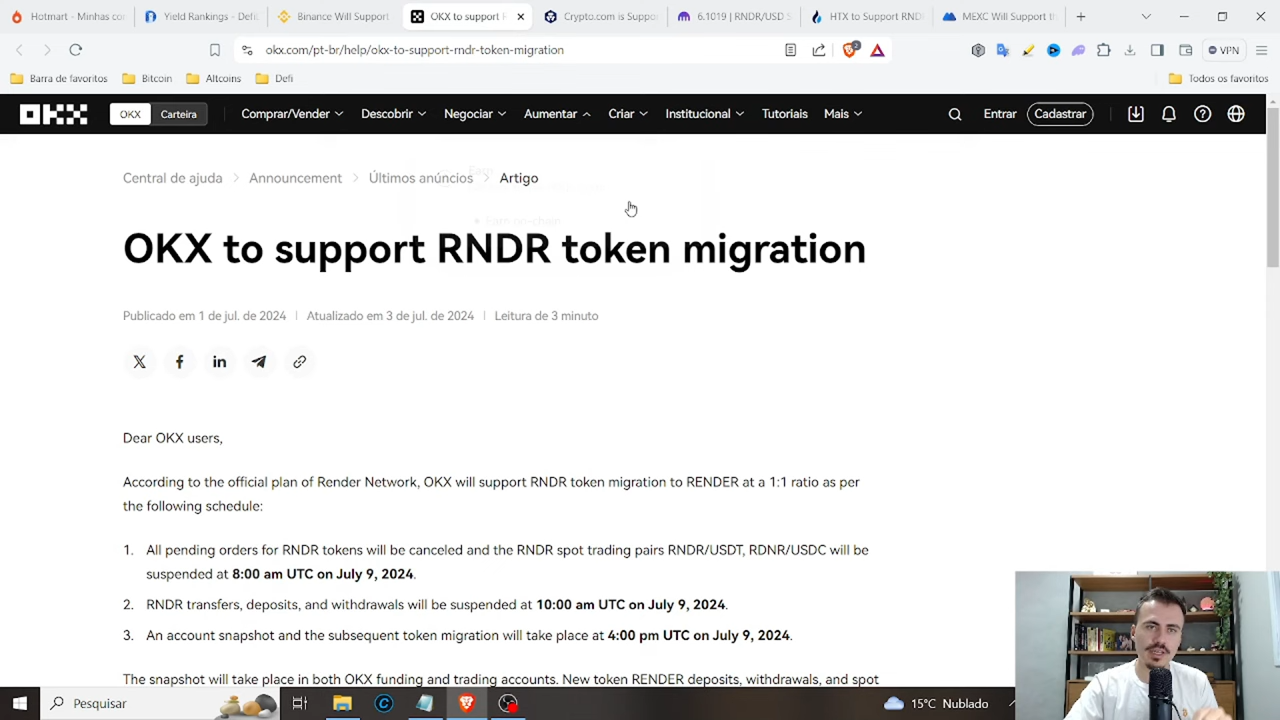 Hotmart - Minhas co
Yield Rankings - Defi
Binance Will Support
OKX to support R
Crypto.com is Suppo
6.1019 | RNDR/USD S
HTX to Support RND
MEXC Will Support th
okx.com/pt-br/help/okx-to-support-rndr-token-migration
2
VPN
Barra de favoritos
Bitcoin
Altcoins
Defi
Todos os favoritos
OKX
OKX
Carteira
Comprar/Vender
Descobrir
Negociar
Aumentar
Criar
Institucional
Tutoriais
Mais
Entrar
Cadastrar
Central de ajuda
Announcement
Últimos anúncios
Artigo
OKX to support RNDR token migration
Publicado em 1 de jul. de 2024
Atualizado em 3 de jul. de 2024
Leitura de 3 minuto
Dear OKX users,
According to the official plan of Render Network, OKX will support RNDR token migration to RENDER at a 1:1 ratio as per
the following schedule:
1. All pending orders for RNDR tokens will be canceled and the RNDR spot trading pairs RNDR/USDT, RDNR/USDC will be
suspended at 8:00 am UTC on July 9, 2024.
2. RNDR transfers, deposits, and withdrawals will be suspended at 10:00 am UTC on July 9, 2024.
3. An account snapshot and the subsequent token migration will take place at 4:00 pm UTC on July 9, 2024.
The snapshot will take place in both OKX funding and trading accounts. New token RENDER deposits, withdrawals, and spot
Pesquisar
15°C Nublado